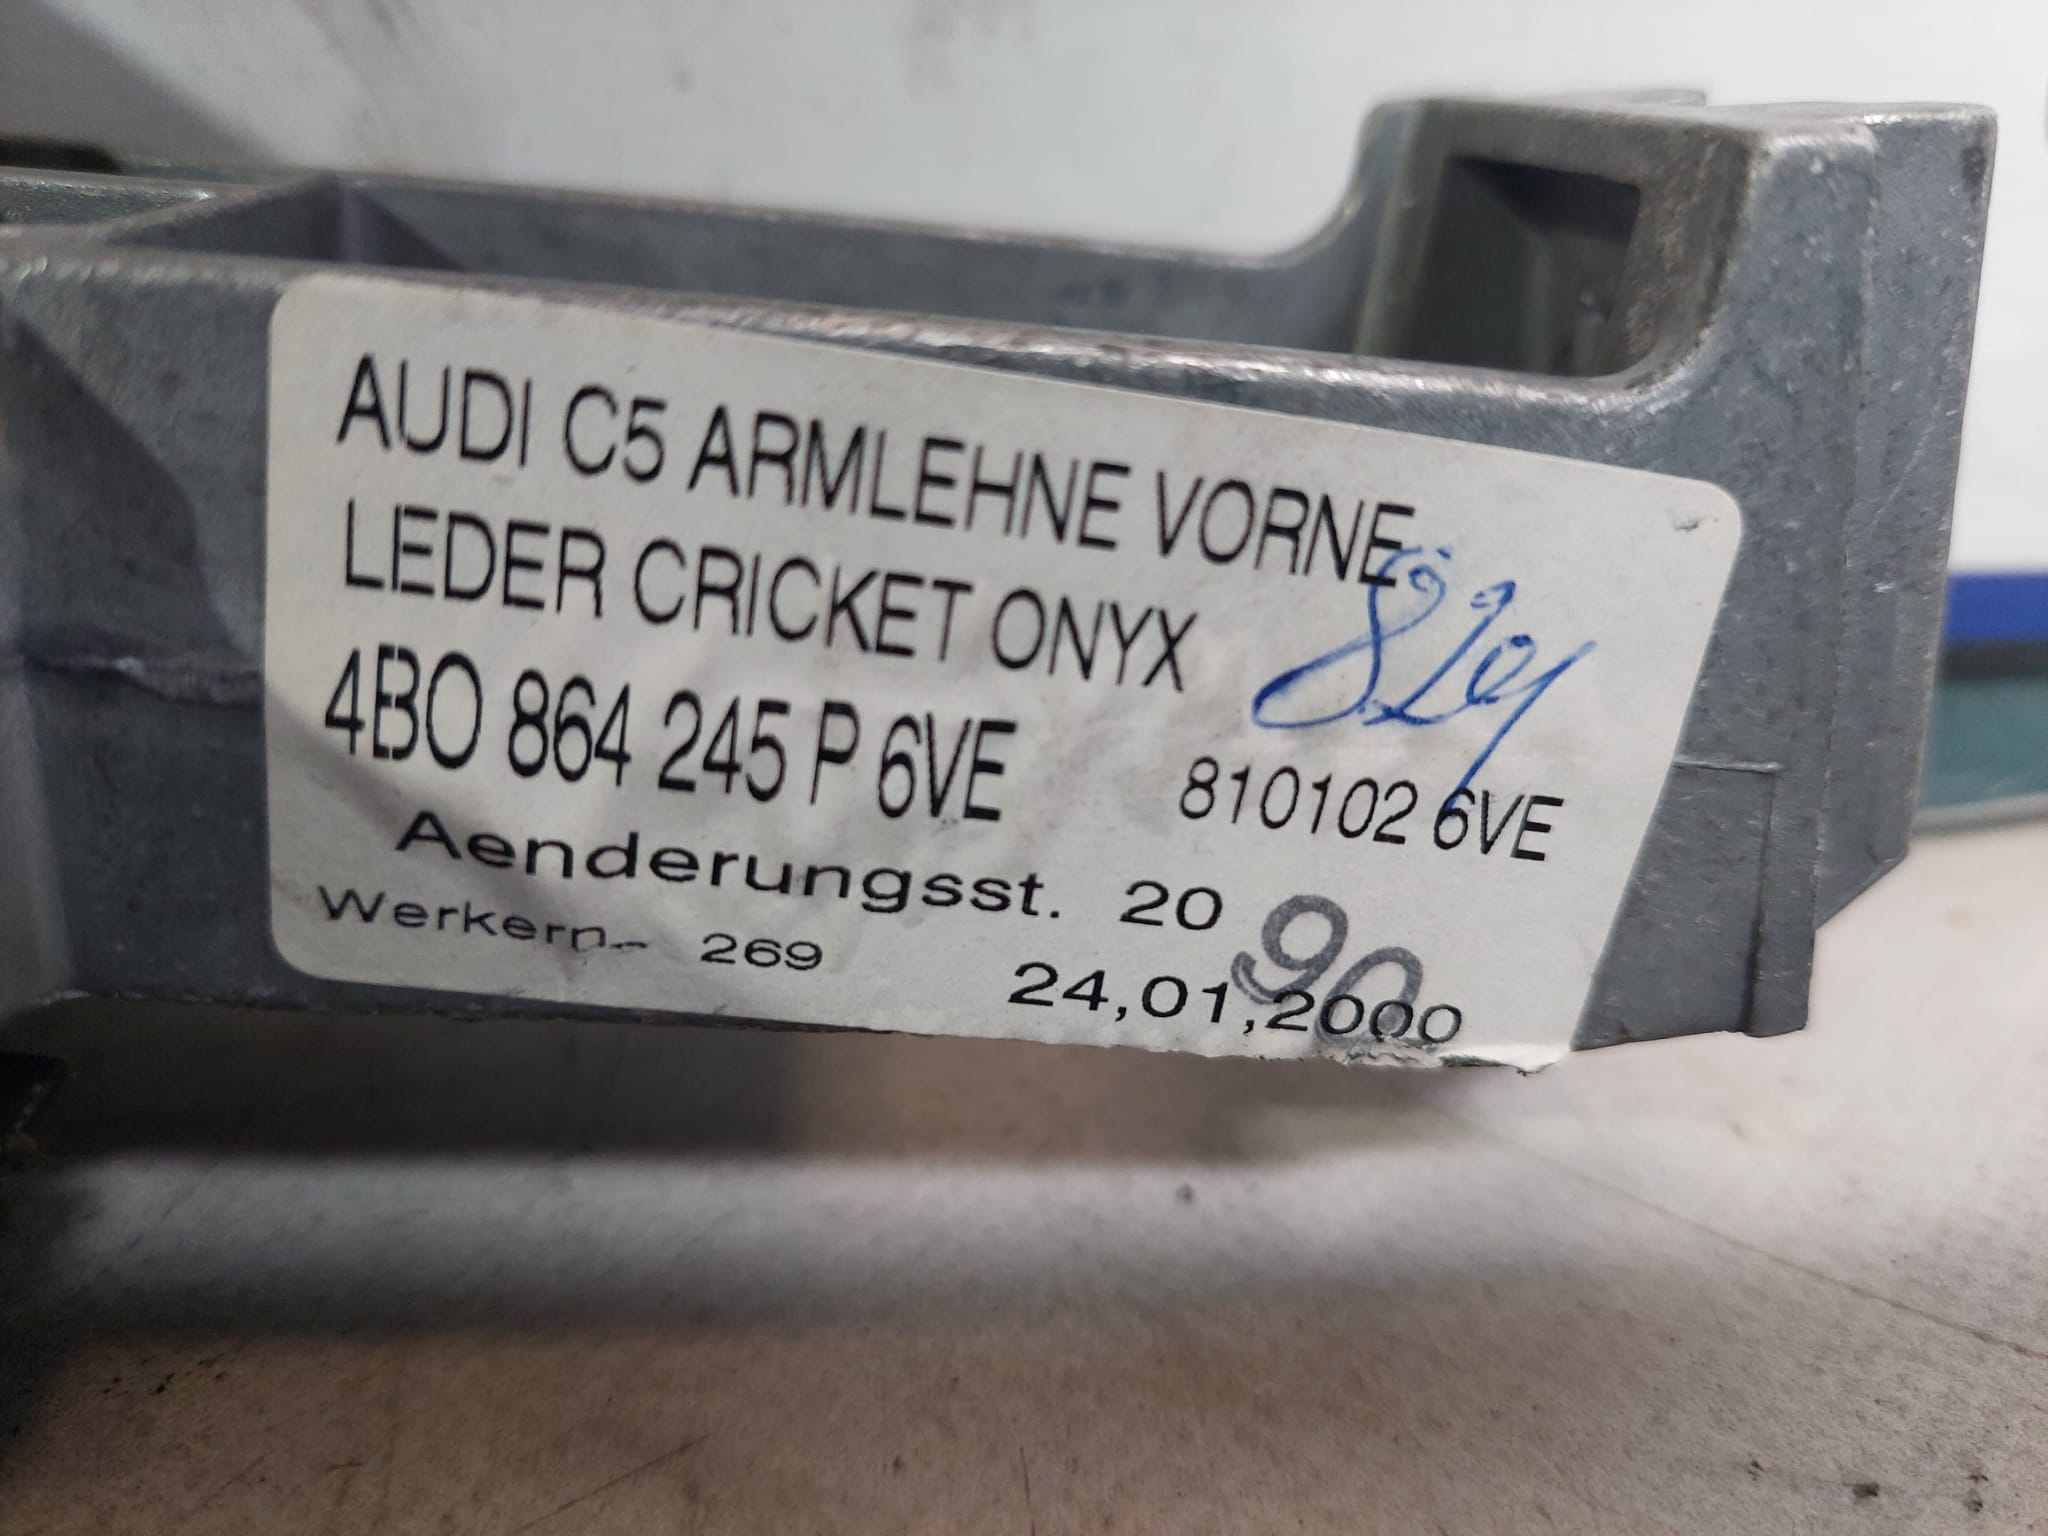 AUDI C5 ARMLEHNE VORNE
LEDER CRICKET ONYX
4BO 864 245 P 6VE
810102 6VE
Aenderungsst. 20
90
Werkern- 269
24,01,2000